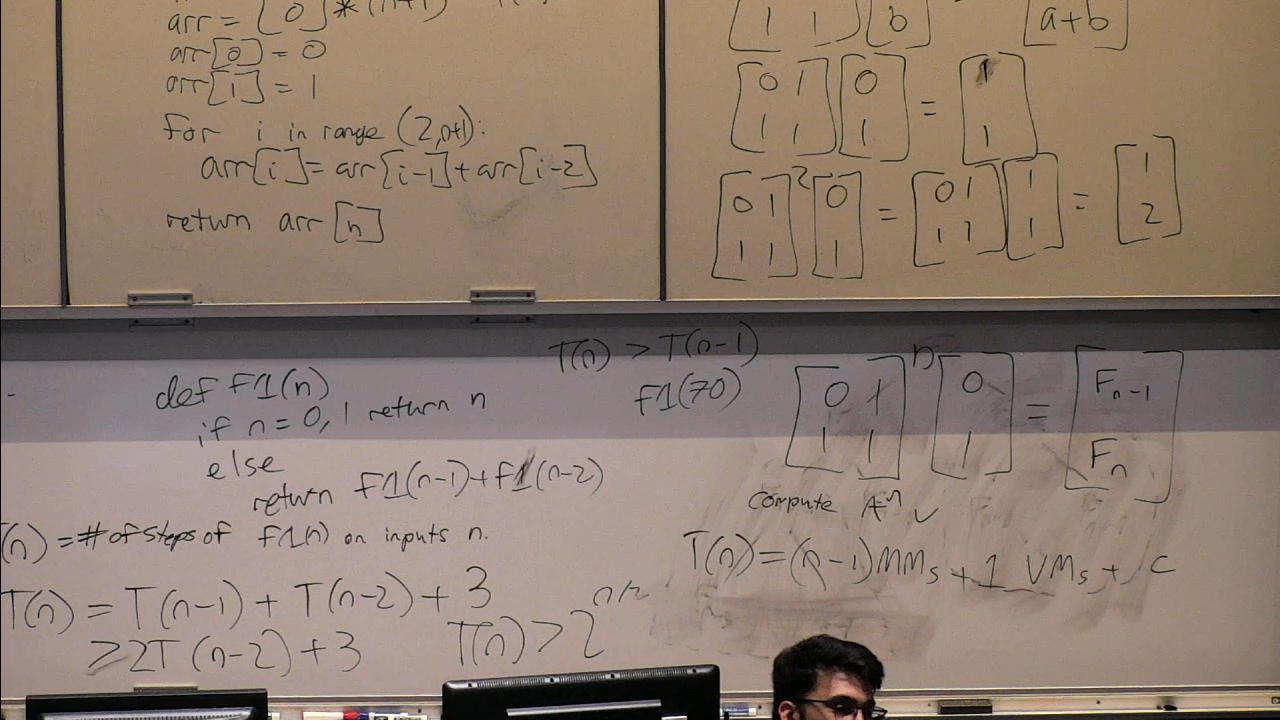 arr = [0] * (n+1)
arr[0] = 0
arr[1] = 1
for i in range (2,n+1):
arr[i]=arr[i-1]+arr[i-2]
return arr[n]
1 1 b a+b
[0 1 [0 [1
1 1] 1] = 1]
[0 1 2 [0 [0 1 [1 [1
1 1] 1] = 1 1] 1] = 2]
def F1(n)
if n=0,1 return n
else
return F1(n-1)+F1(n-2)
T(n) = # of steps of F1(n) on inputs n.
T(n) = T(n-1) + T(n-2) + 3
>2T(n-2)+3 T(n) > 2^{n/2}
T(n) > T(n-1)
F1(70)
[0 1 n [0 [F_{n-1}
1 1] 1] = F_n]
compute A^n v
T(n)=(n-1)MMs + 1 VMs + c